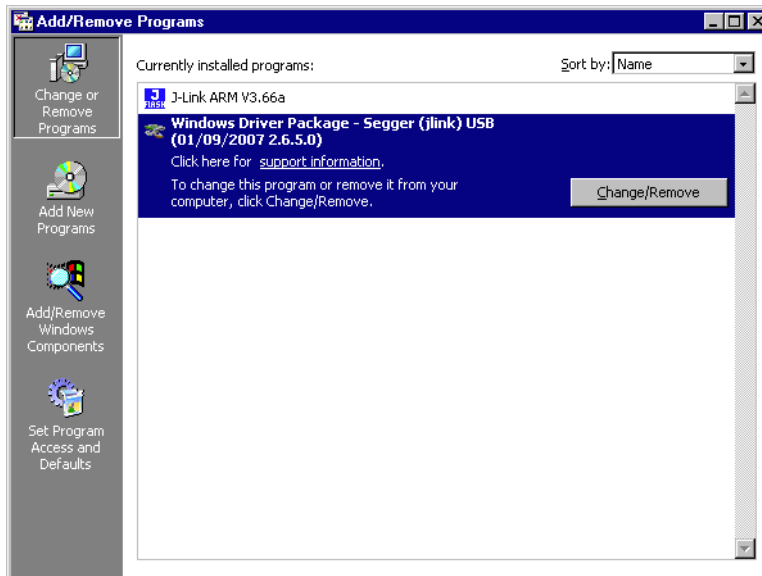 Add/Remove Programs
Change or
Remove
Programs
Add New
Programs
Add/Remove
Windows
Components
Set Program
Access and
Defaults
Currently installed programs:
Sort by: Name
J FLASH J-Link ARM V3.66a
Windows Driver Package - Segger (jlink) USB
(01/09/2007 2.6.5.0)
Click here for support information.
To change this program or remove it from your
computer, click Change/Remove.
Change/Remove